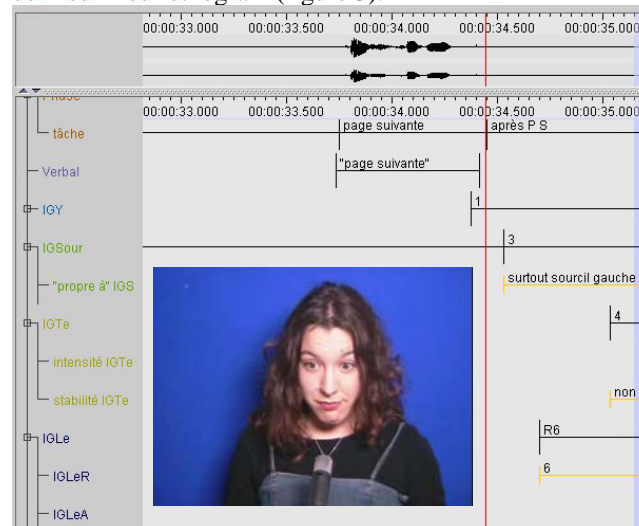 00:00:33.000 00:00:33.500 00:00:34.000 00:00:34.500 00:00:35.000
00:00:33.000 00:00:33.500 00:00:34.000 00:00:34.500 00:00:35.000
tâche page suivante après P S
Verbal "page suivante"
IGY 1
IGSour 3
"propre à" IGS surtout sourcil gauche
IGTe 4
intensité IGTe
stabilité IGTe non
IGLe R6
IGLeR 6
IGLeA